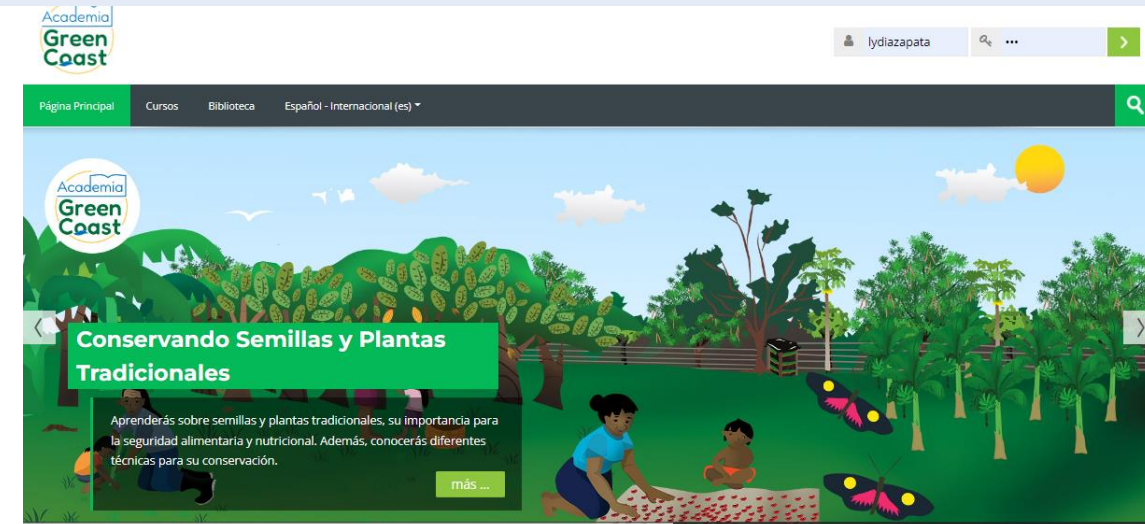 Academia
Green
Coast
lydiazapata
•••
Página Principal
Cursos
Biblioteca
Español - Internacional (es)
Academia
Green
Coast
Conservando Semillas y Plantas
Tradicionales
Aprenderás sobre semillas y plantas tradicionales, su importancia para
la seguridad alimentaria y nutricional. Además, conocerás diferentes
técnicas para su conservación.
más ...